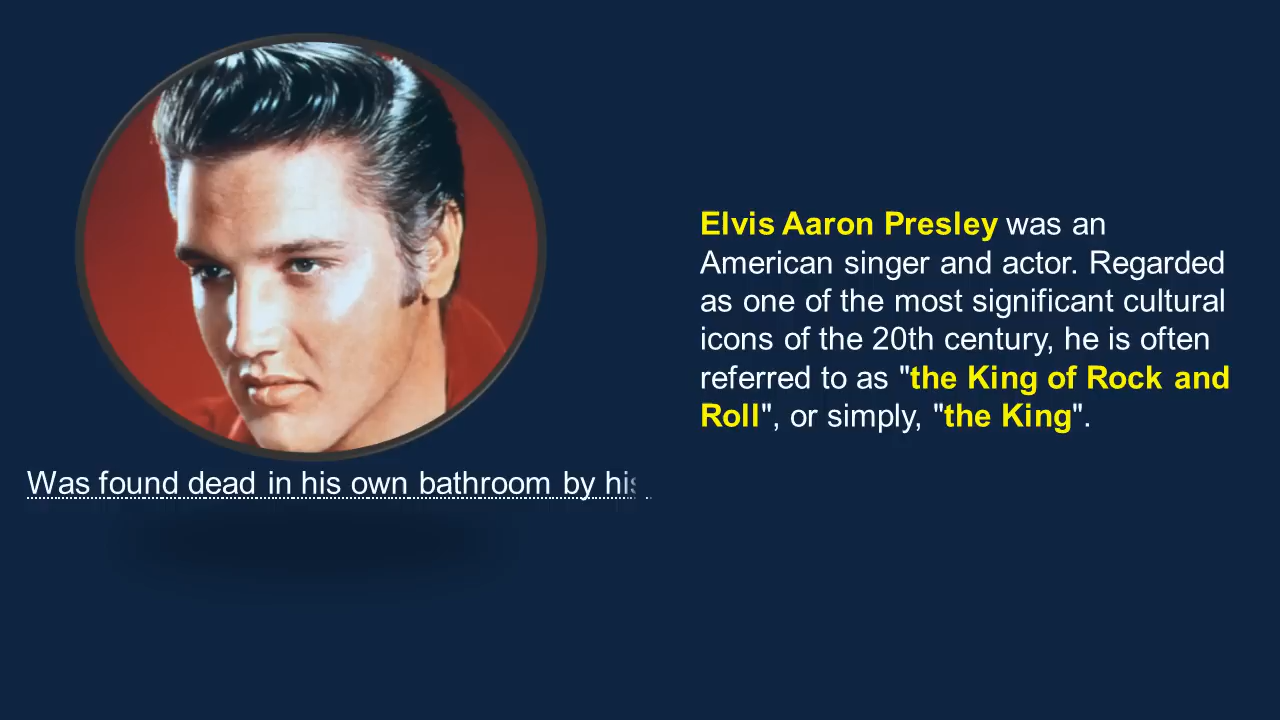 Elvis Aaron Presley was an
American singer and actor. Regarded
as one of the most significant cultural
icons of the 20th century, he is often
referred to as "the King of Rock and
Roll", or simply, "the King".
Was found dead in his own bathroom by his